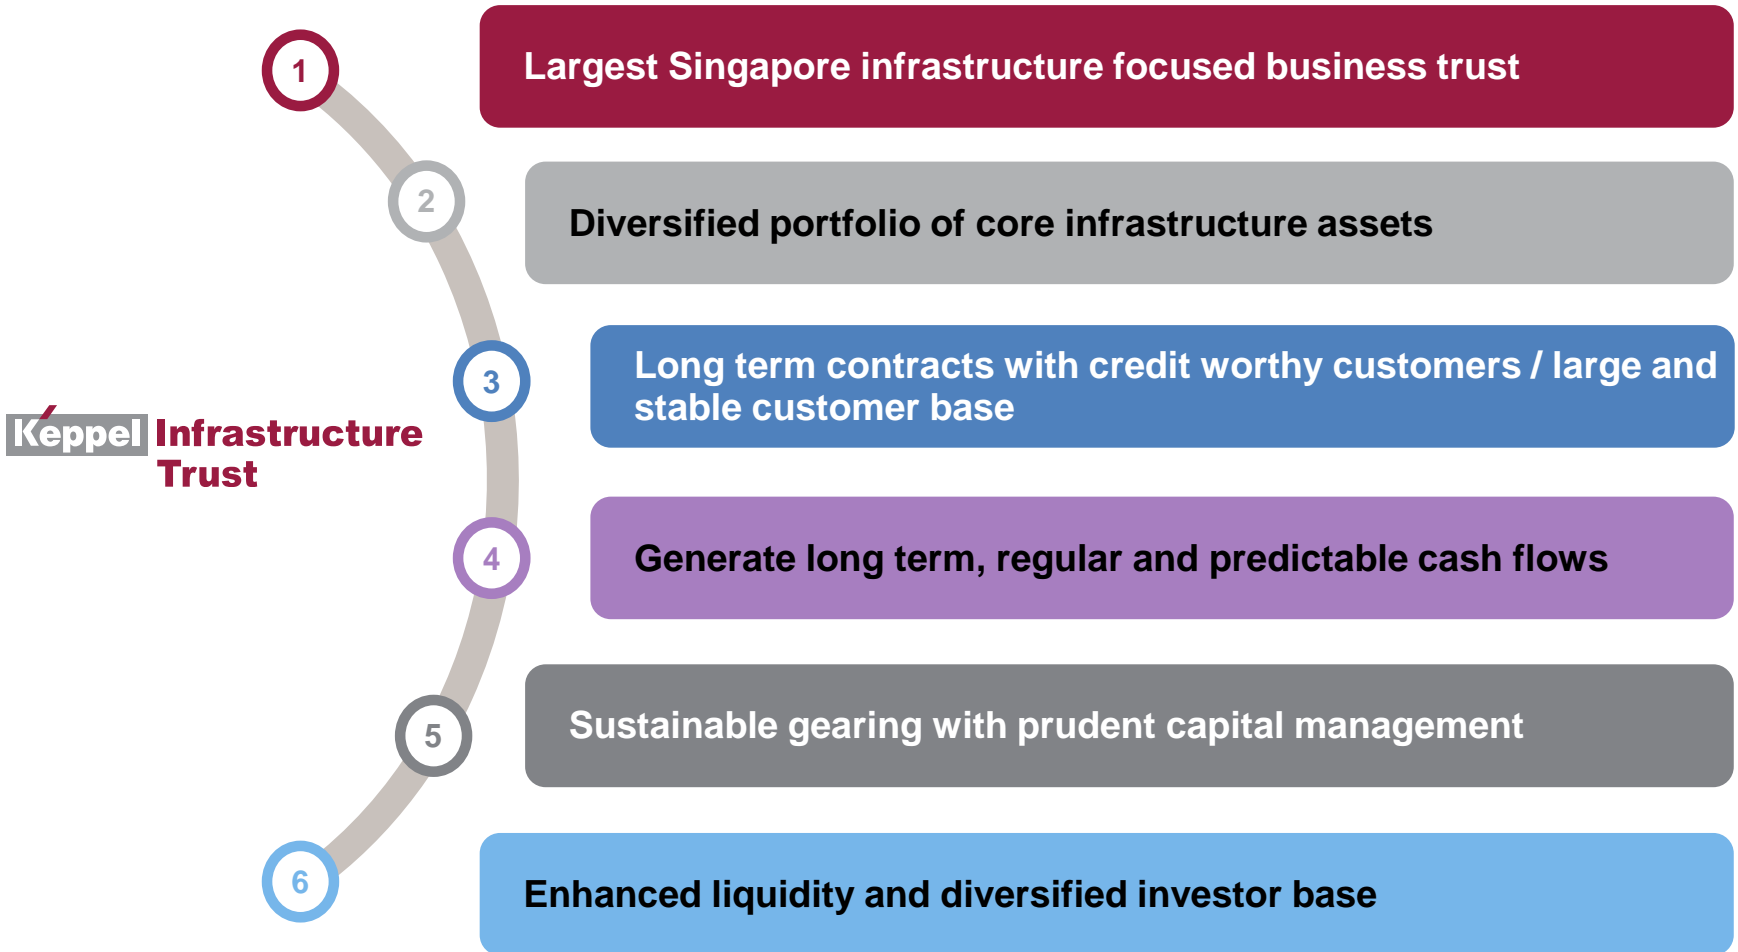 1
Largest Singapore infrastructure focused business trust
2
Diversified portfolio of core infrastructure assets
3
Long term contracts with credit worthy customers / large and
stable customer base
Keppel Infrastructure
Trust
4
Generate long term, regular and predictable cash flows
5
Sustainable gearing with prudent capital management
6
Enhanced liquidity and diversified investor base